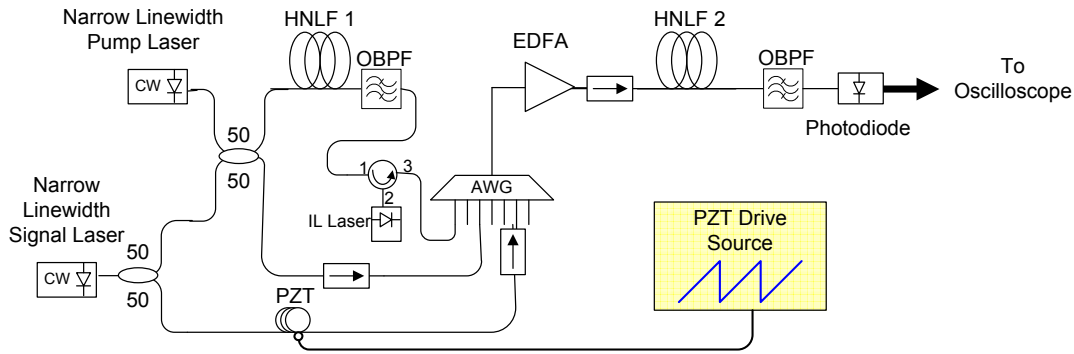 Narrow Linewidth
Pump Laser
CW
HNLF 1
OBPF
EDFA
HNLF 2
OBPF
To
Oscilloscope
Photodiode
50
50
1
3
2
IL Laser
AWG
Narrow
Linewidth
Signal Laser
CW
50
50
PZT
PZT Drive
Source